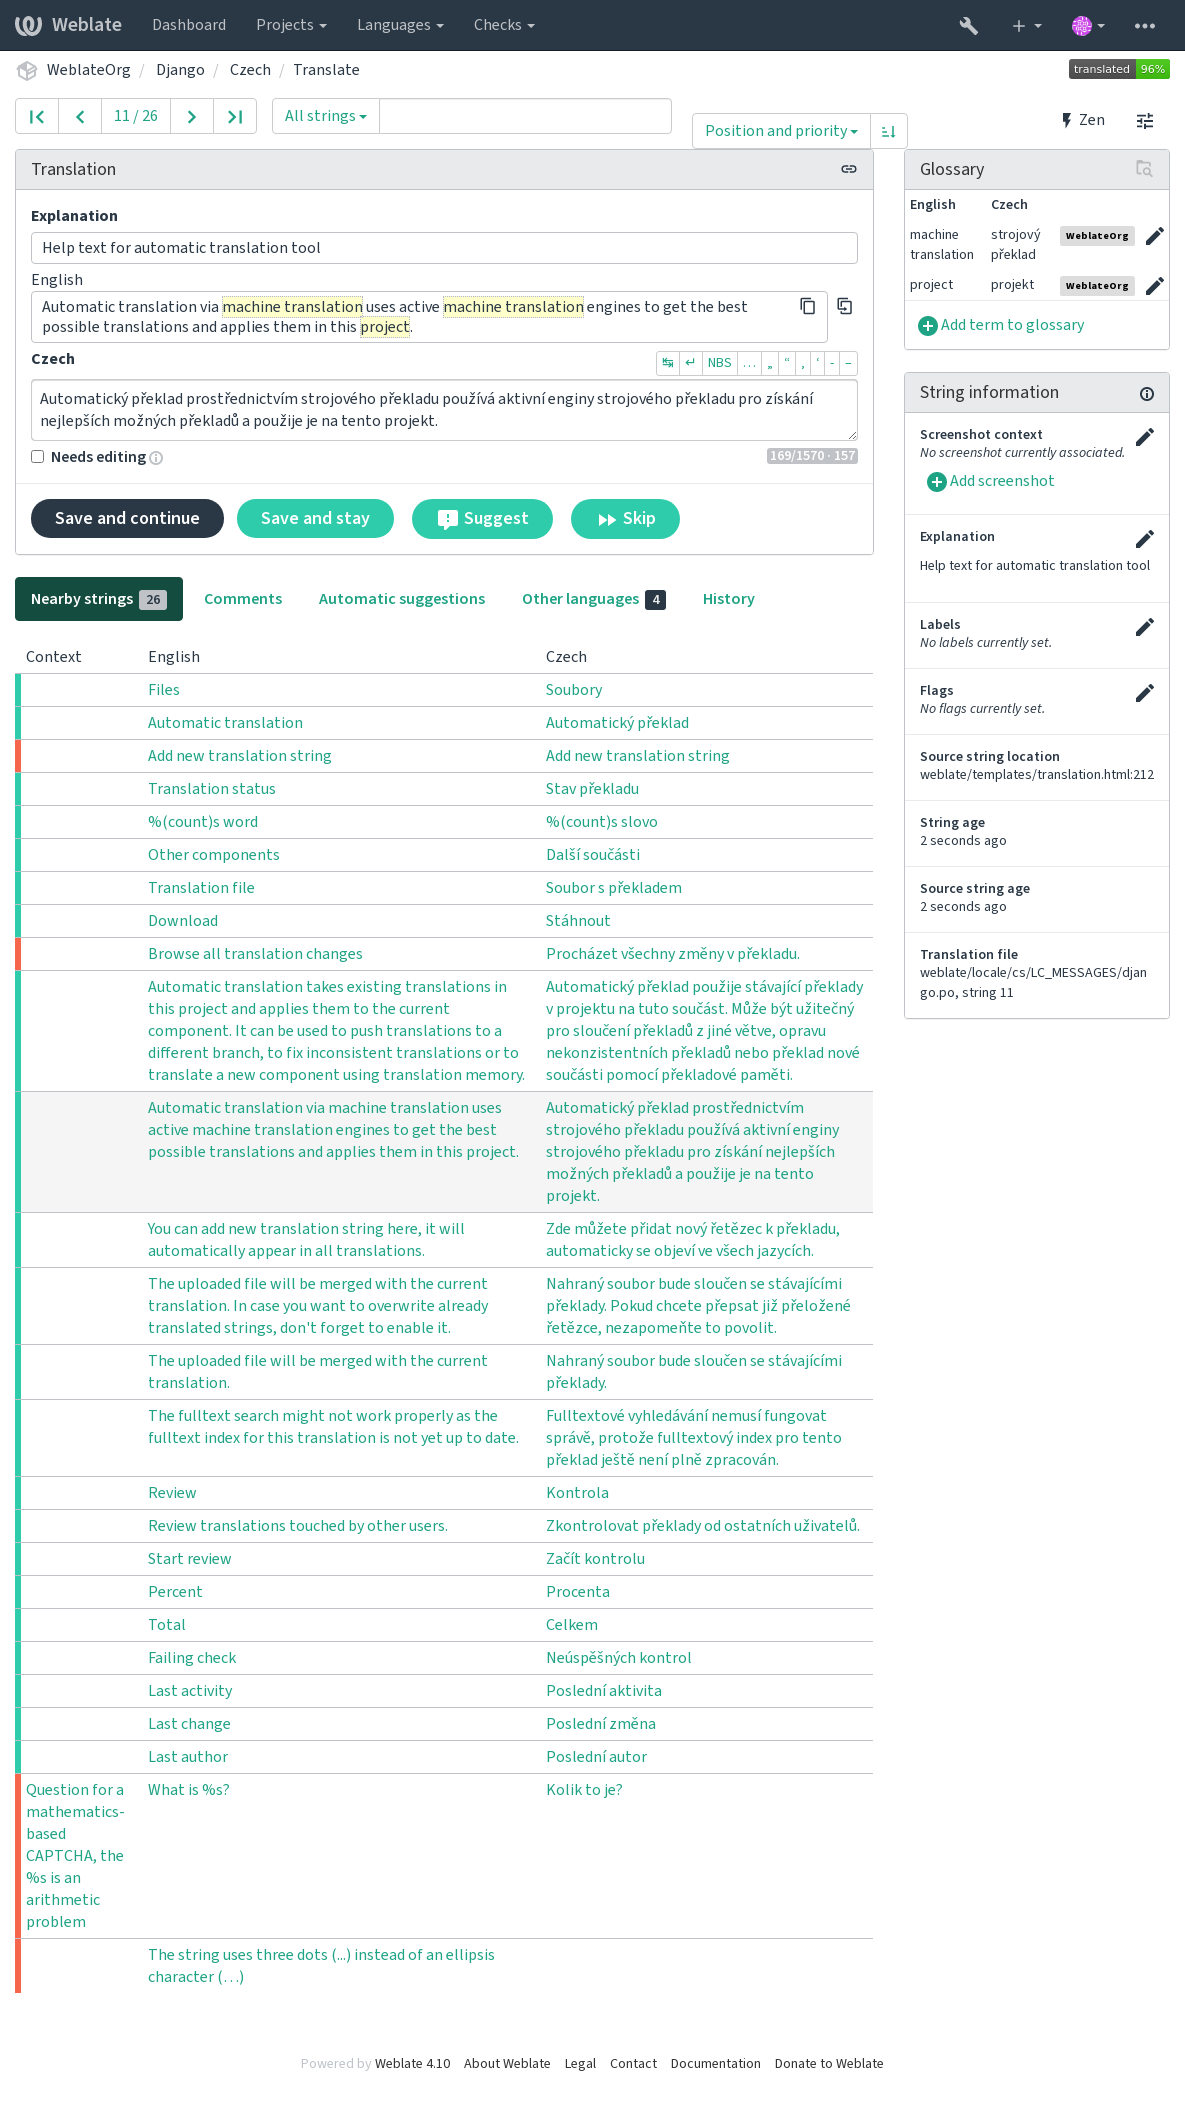 Weblate Dashboard Projects Languages Checks
WeblateOrg / Django / Czech / Translate
translated 96%
11 / 26 All strings
Position and priority
Zen
Translation
Explanation
Help text for automatic translation tool
English
Automatic translation via machine translation uses active machine translation engines to get the best
possible translations and applies them in this project.
Czech
↹ ↵ NBS … „ “ ‚ ‘ - –
Automatický překlad prostřednictvím strojového překladu používá aktivní enginy strojového překladu pro získání
nejlepších možných překladů a použije je na tento projekt.
Needs editing
169/1570 · 157
Save and continue Save and stay Suggest Skip
Glossary
English Czech
machine
translation
strojový
překlad
WeblateOrg
project projekt WeblateOrg
Add term to glossary
String information
Screenshot context
No screenshot currently associated.
Add screenshot
Explanation
Help text for automatic translation tool
Labels
No labels currently set.
Flags
No flags currently set.
Source string location
weblate/templates/translation.html:212
String age
2 seconds ago
Source string age
2 seconds ago
Translation file
weblate/locale/cs/LC_MESSAGES/djan
go.po, string 11
Nearby strings 26 Comments Automatic suggestions Other languages 4 History
Context English Czech
Files Soubory
Automatic translation Automatický překlad
Add new translation string Add new translation string
Translation status Stav překladu
%(count)s word %(count)s slovo
Other components Další součásti
Translation file Soubor s překladem
Download Stáhnout
Browse all translation changes Procházet všechny změny v překladu.
Automatic translation takes existing translations in
this project and applies them to the current
component. It can be used to push translations to a
different branch, to fix inconsistent translations or to
translate a new component using translation memory.
Automatický překlad použije stávající překlady
v projektu na tuto součást. Může být užitečný
pro sloučení překladů z jiné větve, opravu
nekonzistentních překladů nebo překlad nové
součásti pomocí překladové paměti.
Automatic translation via machine translation uses
active machine translation engines to get the best
possible translations and applies them in this project.
Automatický překlad prostřednictvím
strojového překladu používá aktivní enginy
strojového překladu pro získání nejlepších
možných překladů a použije je na tento
projekt.
You can add new translation string here, it will
automatically appear in all translations.
Zde můžete přidat nový řetězec k překladu,
automaticky se objeví ve všech jazycích.
The uploaded file will be merged with the current
translation. In case you want to overwrite already
translated strings, don't forget to enable it.
Nahraný soubor bude sloučen se stávajícími
překlady. Pokud chcete přepsat již přeložené
řetězce, nezapomeňte to povolit.
The uploaded file will be merged with the current
translation.
Nahraný soubor bude sloučen se stávajícími
překlady.
The fulltext search might not work properly as the
fulltext index for this translation is not yet up to date.
Fulltextové vyhledávání nemusí fungovat
správě, protože fulltextový index pro tento
překlad ještě není plně zpracován.
Review Kontrola
Review translations touched by other users. Zkontrolovat překlady od ostatních uživatelů.
Start review Začít kontrolu
Percent Procenta
Total Celkem
Failing check Neúspěšných kontrol
Last activity Poslední aktivita
Last change Poslední změna
Last author Poslední autor
Question for a
mathematics-
based
CAPTCHA, the
%s is an
arithmetic
problem
What is %s? Kolik to je?
The string uses three dots (...) instead of an ellipsis
character (…)
Powered by Weblate 4.10 About Weblate Legal Contact Documentation Donate to Weblate